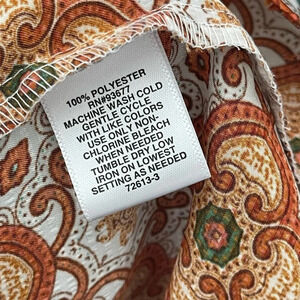 100% POLYESTER
RN#93677
MACHINE WASH COLD
GENTLE CYCLE
WITH LIKE COLORS
USE ONLY NON-
CHLORINE BLEACH
WHEN NEEDED
TUMBLE DRY LOW
IRON ON LOWEST
SETTING AS NEEDED
72613-3